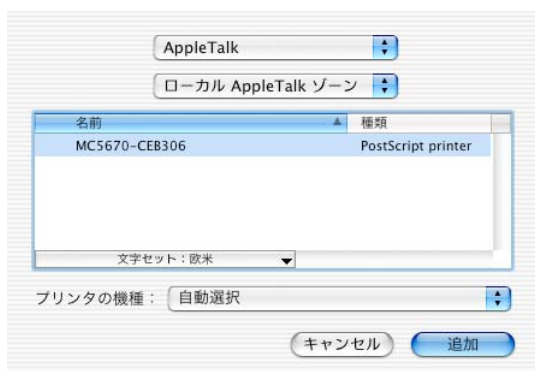 AppleTalk
ローカル AppleTalk ゾーン
名前 種類
MC5670-CEB306 PostScript printer
文字セット：欧米
プリンタの機種： 自動選択
キャンセル 追加